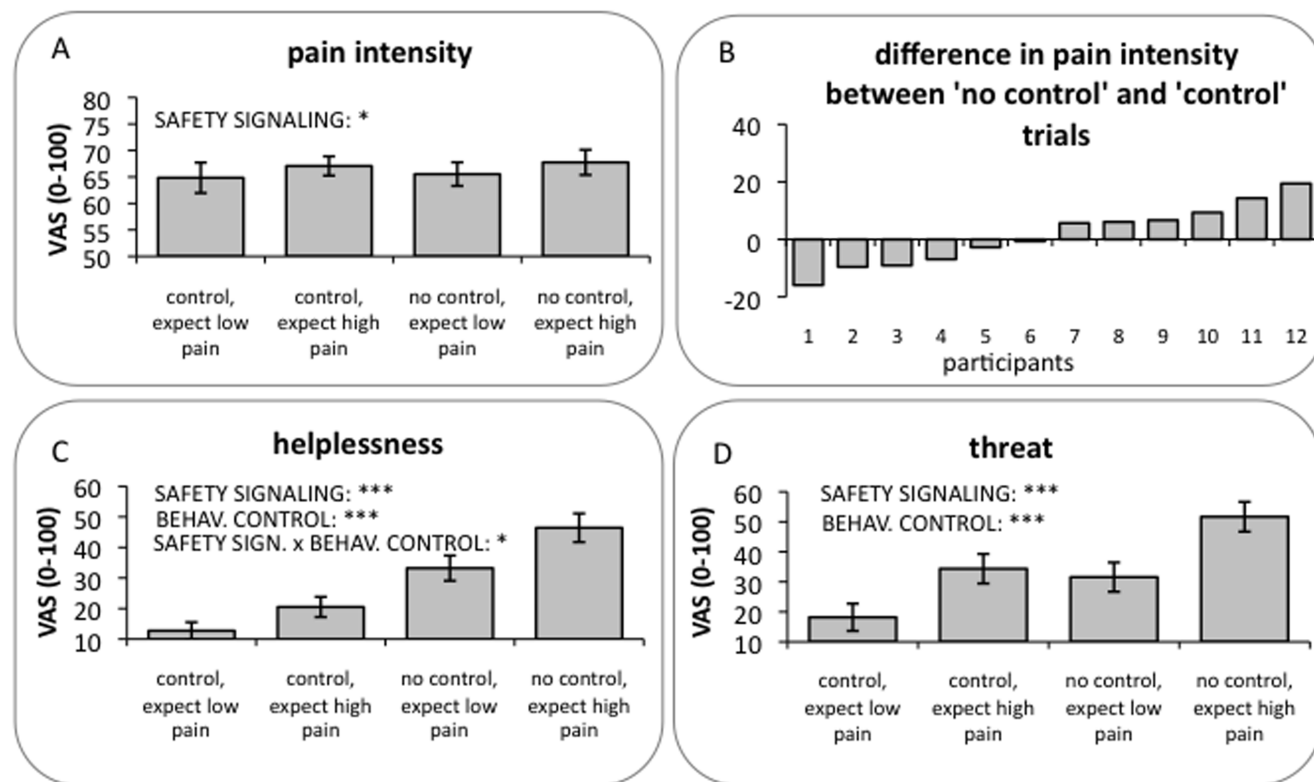 A
pain intensity
SAFETY SIGNALING: *
VAS (0-100)
80
75
70
65
60
55
50
control,
expect low
pain
control,
expect high
pain
no control,
expect low
pain
no control,
expect high
pain
B
difference in pain intensity
between 'no control' and 'control'
trials
40
20
0
-20
1 2 3 4 5 6 7 8 9 10 11 12
participants
C
helplessness
SAFETY SIGNALING: ***
BEHAV. CONTROL: ***
SAFETY SIGN. x BEHAV. CONTROL: *
VAS (0-100)
60
50
40
30
20
10
control,
expect low
pain
control,
expect high
pain
no control,
expect low
pain
no control,
expect high
pain
D
threat
SAFETY SIGNALING: ***
BEHAV. CONTROL: ***
VAS (0-100)
60
50
40
30
20
10
control,
expect low
pain
control,
expect high
pain
no control,
expect low
pain
no control,
expect high
pain